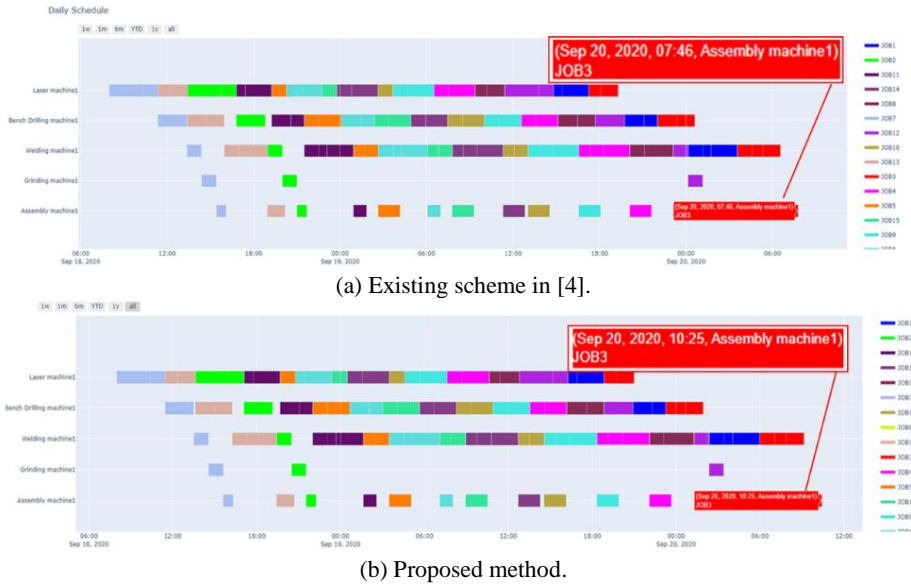 Daily Schedule
1w 1m 6m YTD 1y all
(Sep 20, 2020, 07:46, Assembly machine1)
JOB3
Laser machine1
Bench Drilling machine1
Welding machine1
Grinding machine1
Assembly machine1
(Sep 20, 2020, 07:46, Assembly machine1)
JOB3
JOB1
JOB2
JOB11
JOB14
JOB8
JOB7
JOB12
JOB10
JOB13
JOB3
JOB4
JOB5
JOB15
JOB9
06:00 12:00 18:00 00:00 06:00 12:00 18:00 00:00 06:00
Sep 18, 2020 Sep 19, 2020 Sep 20, 2020
(a) Existing scheme in [4].
1w 1m 6m YTD 1y all
(Sep 20, 2020, 10:25, Assembly machine1)
JOB3
Laser machine1
Bench Drilling machine1
Welding machine1
Grinding machine1
Assembly machine1
(Sep 20, 2020, 10:25, Assembly machine1)
JOB3
06:00 12:00 18:00 00:00 06:00 12:00 18:00 00:00 06:00 12:00
Sep 18, 2020 Sep 19, 2020 Sep 20, 2020
(b) Proposed method.